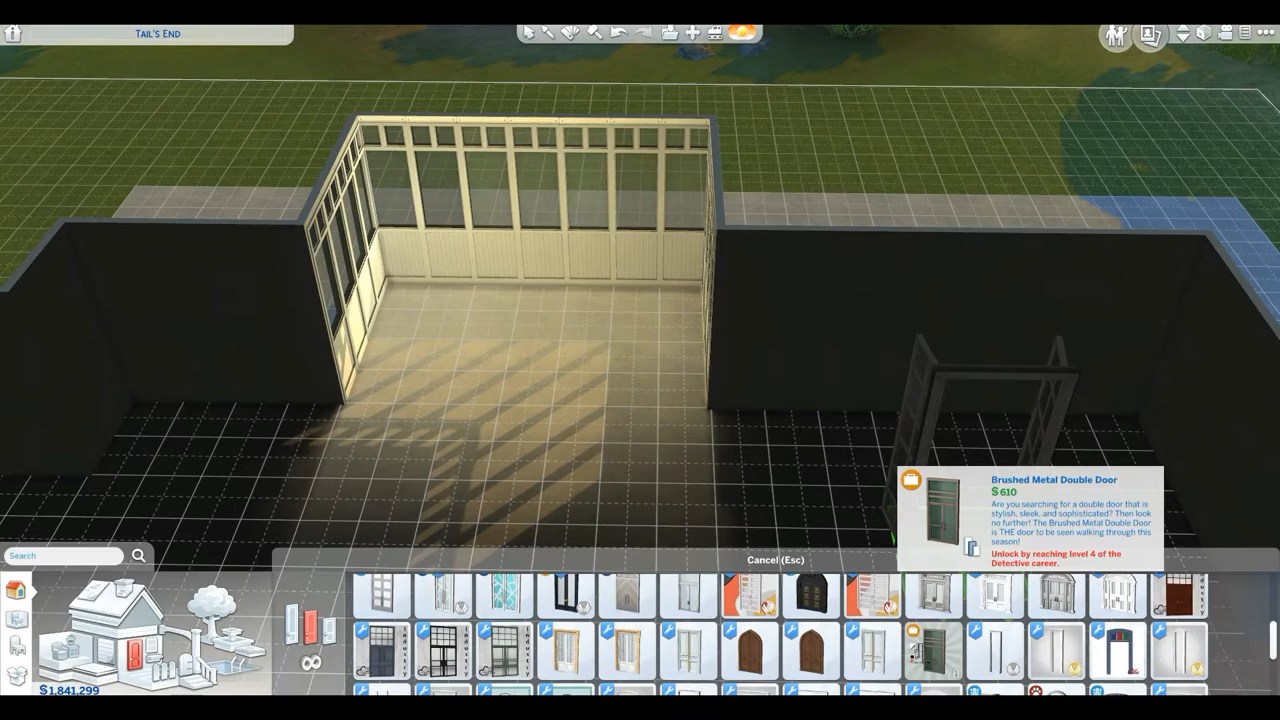 TAIL'S END
Brushed Metal Double Door
§610
Are you searching for a double door that is
stylish, sleek, and sophisticated? Then look
no further! The Brushed Metal Double Door
is THE door to be seen walking through this
season!
Unlock by reaching level 4 of the
Detective career.
Search
Cancel (Esc)
§1,841,299